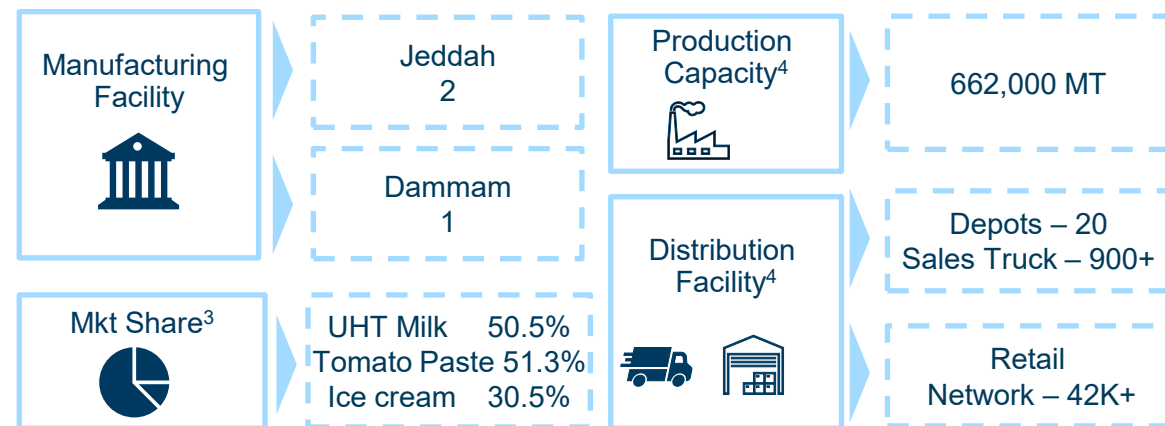 Manufacturing
Facility
Jeddah
2
Dammam
1
Mkt Share³
UHT Milk 50.5%
Tomato Paste 51.3%
Ice cream 30.5%
Production
Capacity⁴
662,000 MT
Distribution
Facility⁴
Depots – 20
Sales Truck – 900+
Retail
Network – 42K+